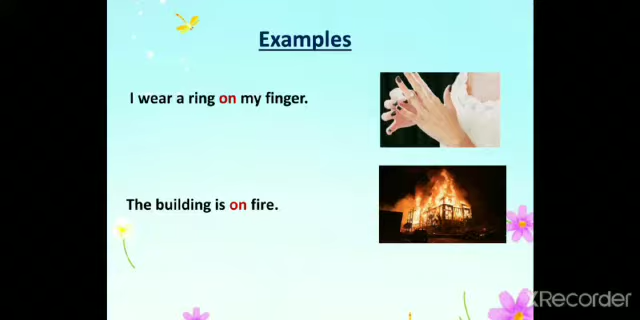 Examples
I wear a ring on my finger.
The building is on fire.
XRecorder